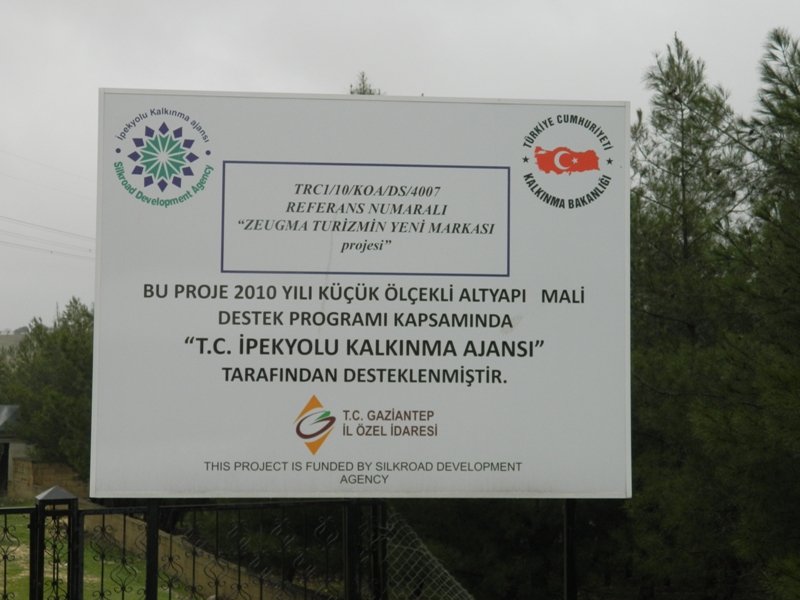 İpekyolu Kalkınma ajansı
Silkroad Development Agency
TÜRKİYE CUMHURİYETİ
KALKINMA BAKANLIĞI
TRC1/10/KOA/DS/4007
REFERANS NUMARALI
“ZEUGMA TURİZMİN YENİ MARKASI
projesi”
BU PROJE 2010 YILI KÜÇÜK ÖLÇEKLİ ALTYAPI MALİ
DESTEK PROGRAMI KAPSAMINDA
“T.C. İPEKYOLU KALKINMA AJANSI”
TARAFINDAN DESTEKLENMİŞTİR.
T.C. GAZİANTEP
İL ÖZEL İDARESİ
THIS PROJECT IS FUNDED BY SILKROAD DEVELOPMENT
AGENCY